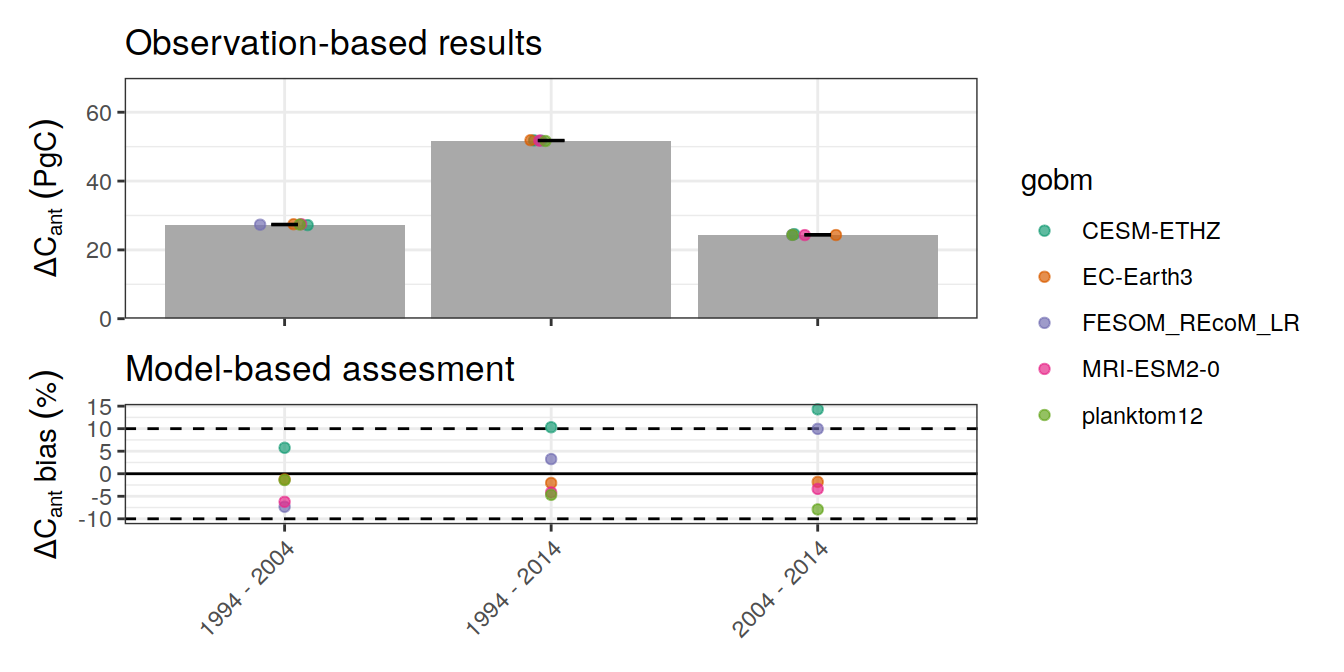 Observation-based results
ΔCant (PgC)
60
40
20
0
Model-based assesment
ΔCant bias (%)
15
10
5
0
-5
-10
1994 - 2004
1994 - 2014
2004 - 2014
gobm
CESM-ETHZ
EC-Earth3
FESOM_REcoM_LR
MRI-ESM2-0
planktom12